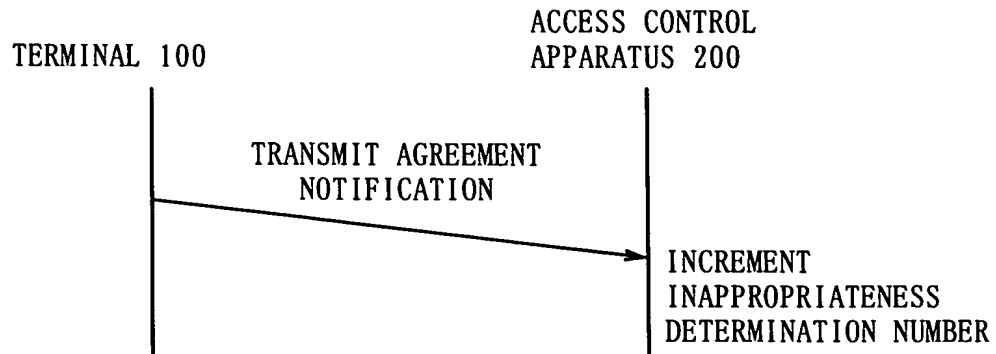 TERMINAL 100
ACCESS CONTROL
APPARATUS 200
TRANSMIT AGREEMENT
NOTIFICATION
INCREMENT
INAPPROPRIATENESS
DETERMINATION NUMBER